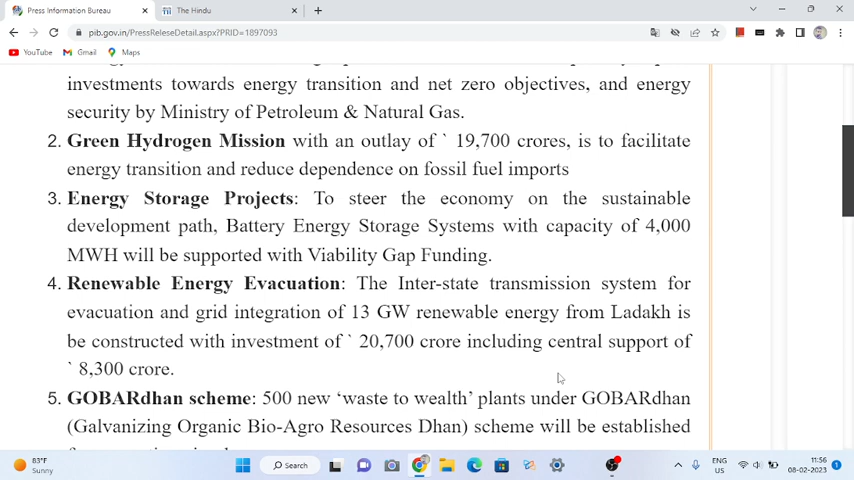 Press Information Bureau
The Hindu
pib.gov.in/PressReleseDetail.aspx?PRID=1897093
YouTube
Gmail
Maps
investments towards energy transition and net zero objectives, and energy
security by Ministry of Petroleum & Natural Gas.
2. Green Hydrogen Mission with an outlay of ` 19,700 crores, is to facilitate
energy transition and reduce dependence on fossil fuel imports
3. Energy Storage Projects: To steer the economy on the sustainable
development path, Battery Energy Storage Systems with capacity of 4,000
MWH will be supported with Viability Gap Funding.
4. Renewable Energy Evacuation: The Inter-state transmission system for
evacuation and grid integration of 13 GW renewable energy from Ladakh is
be constructed with investment of ` 20,700 crore including central support of
` 8,300 crore.
5. GOBARdhan scheme: 500 new ‘waste to wealth’ plants under GOBARdhan
(Galvanizing Organic Bio-Agro Resources Dhan) scheme will be established
83°F
Sunny
Search
ENG
US
11:56
08-02-2023
1